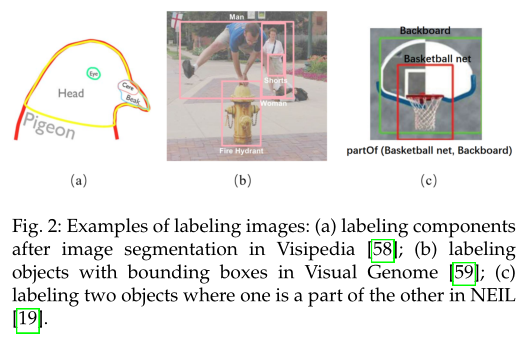 Eye
Head
Cere
Beak
Pigeon
Man
Shorts
Woman
Fire Hydrant
Backboard
Basketball net
partOf (Basketball net, Backboard)
(a)
(b)
(c)
Fig. 2: Examples of labeling images: (a) labeling components
after image segmentation in Visipedia [58]; (b) labeling
objects with bounding boxes in Visual Genome [59]; (c)
labeling two objects where one is a part of the other in NEIL
[19].